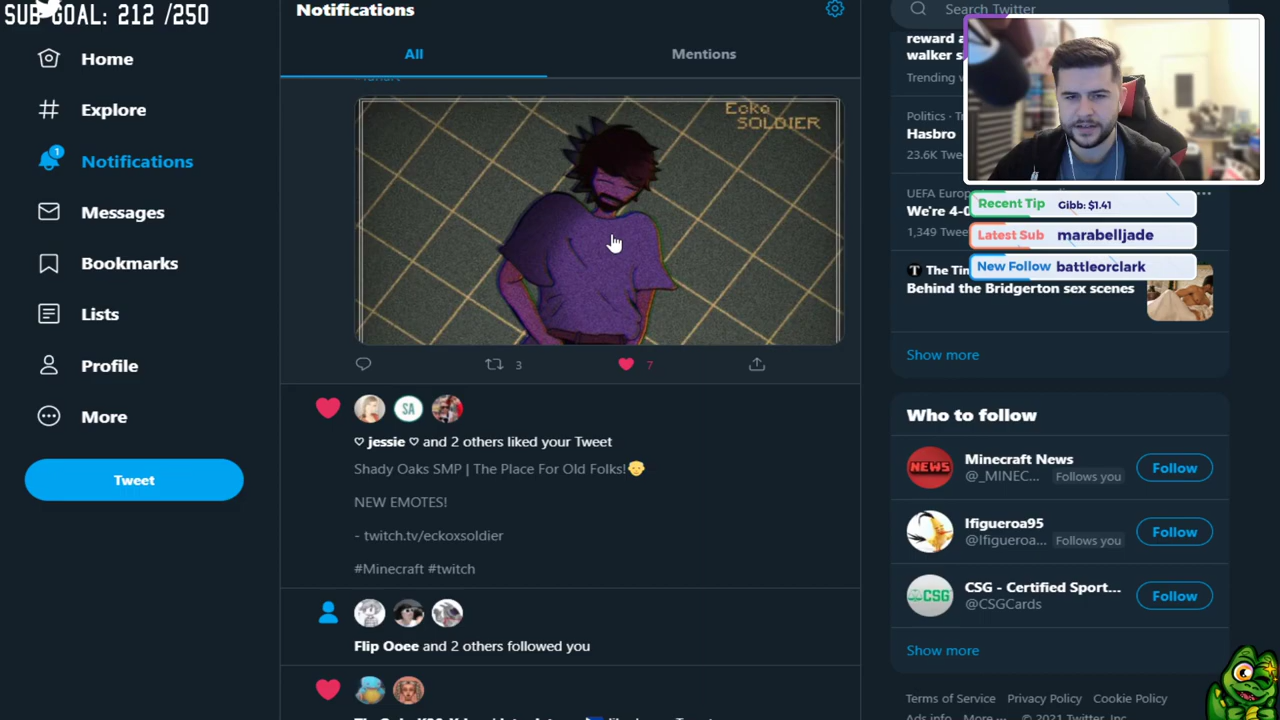 SUB GOAL: 212 /250
Home
Explore
1
Notifications
Messages
Bookmarks
Lists
Profile
More
Tweet
Notifications
All
Mentions
Ecko
SOLDIER
3
7
SA
♡ jessie ♡ and 2 others liked your Tweet
Shady Oaks SMP | The Place For Old Folks!
NEW EMOTES!
- twitch.tv/eckoxsoldier
#Minecraft #twitch
Flip Ooee and 2 others followed you
Search Twitter
reward a
walker s
Trending
Politics
Hasbro
23.6K Twe
UEFA Europ
We're 4-0
1,349 Twee
T The Tin
Behind the Bridgerton sex scenes
Show more
Recent Tip Gibb: $1.41
Latest Sub marabelljade
New Follow battleorclark
Who to follow
NEWS
Minecraft News
@_MINEC... Follows you
Follow
lfigueroa95
@lfigueroa... Follows you
Follow
CSG
CSG - Certified Sport...
@CSGCards
Follow
Show more
Terms of Service Privacy Policy Cookie Policy
Ads info More ... © 2021 Twitter, Inc.